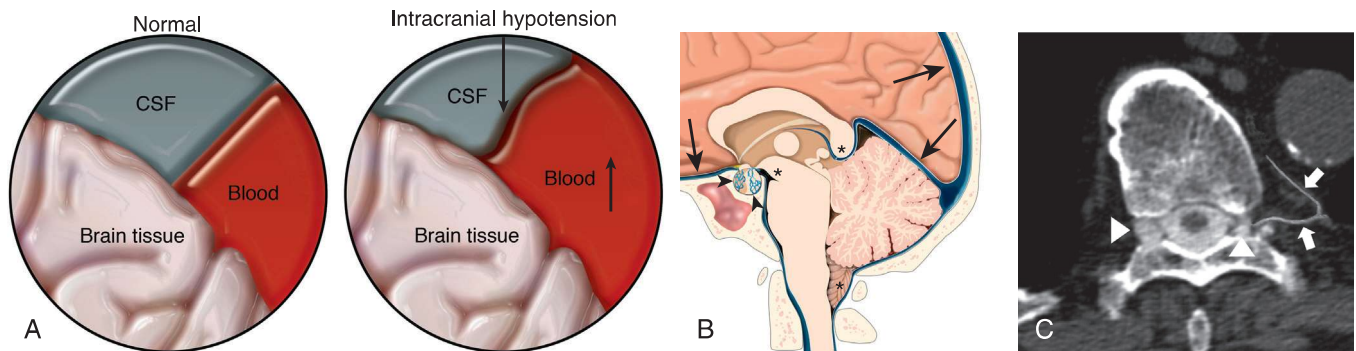 Normal
Intracranial hypotension
CSF
Blood
Brain tissue
CSF
Blood
Brain tissue
A
*
*
*
B
C